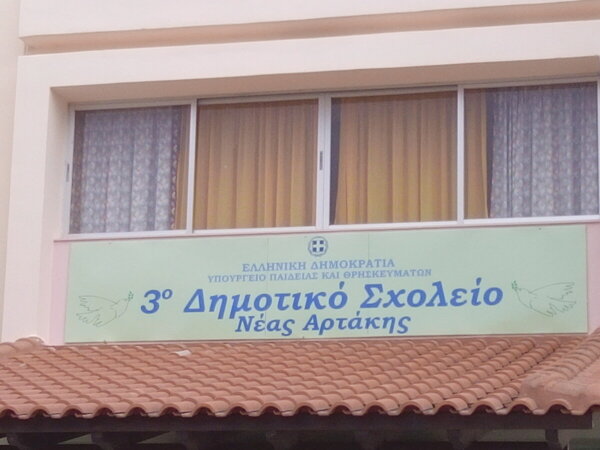 ΕΛΛΗΝΙΚΗ ΔΗΜΟΚΡΑΤΙΑ
ΥΠΟΥΡΓΕΙΟ ΠΑΙΔΕΙΑΣ ΚΑΙ ΘΡΗΣΚΕΥΜΑΤΩΝ
3ο Δημοτικό Σχολείο
Νέας Αρτάκης